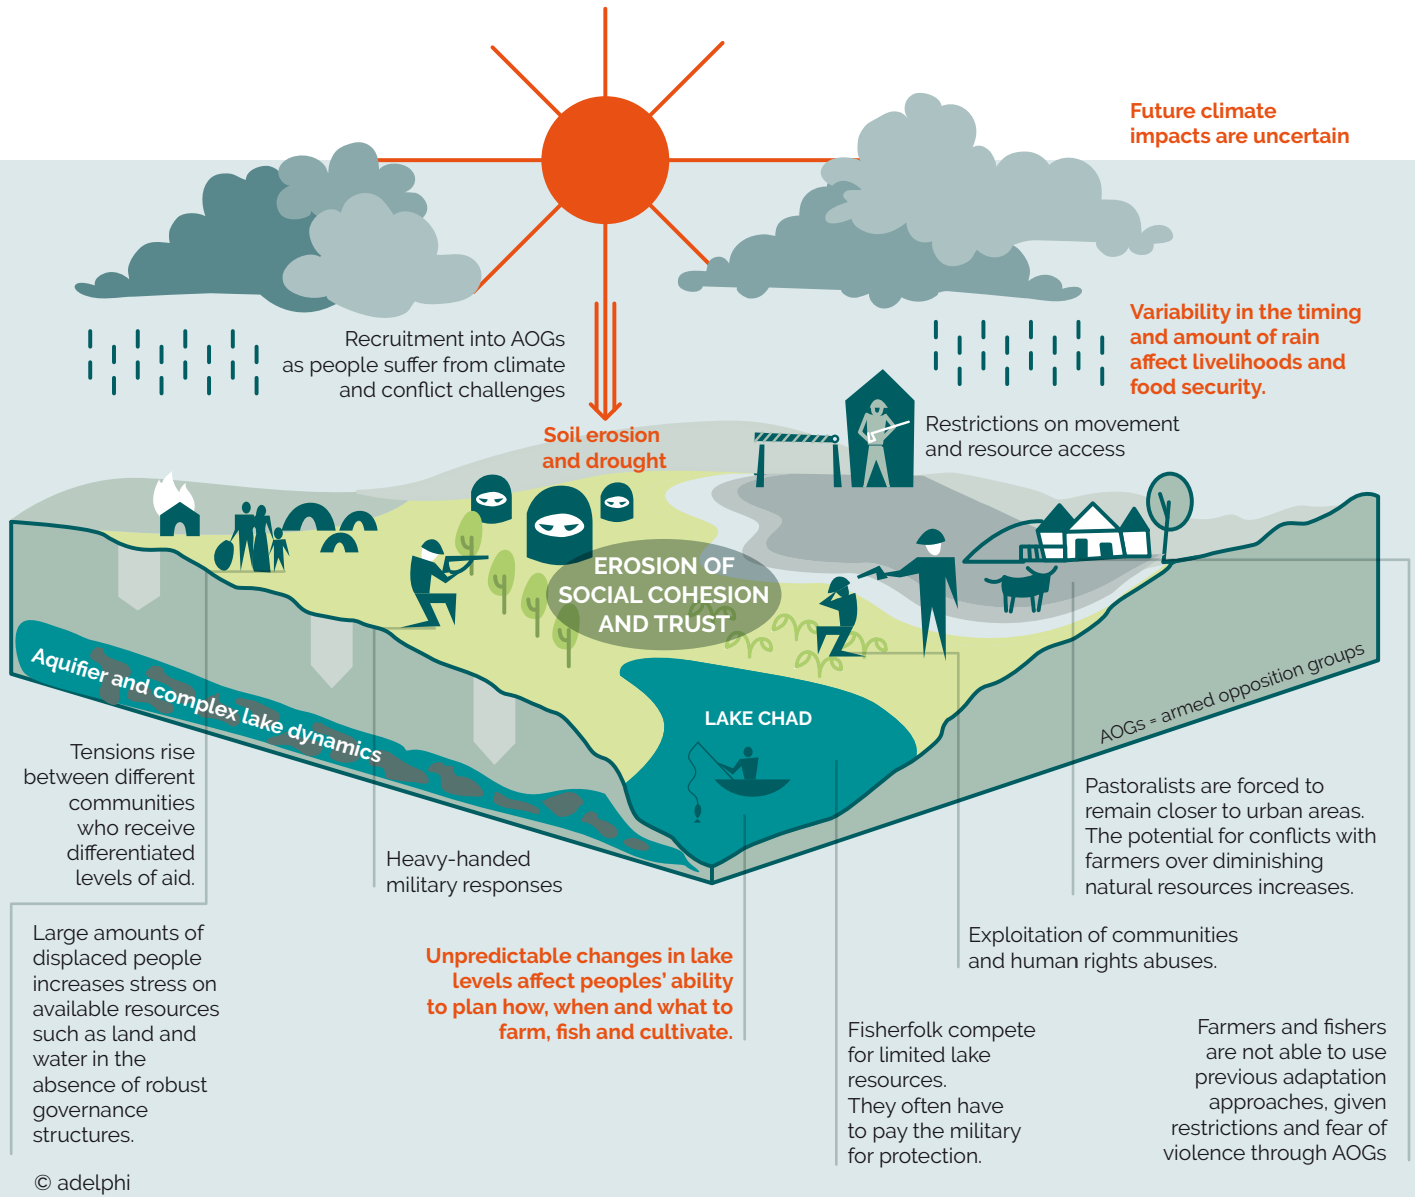 Future climate
impacts are uncertain
Variability in the timing
and amount of rain
affect livelihoods and
food security.
Recruitment into AOGs
as people suffer from climate
and conflict challenges
Soil erosion
and drought
Restrictions on movement
and resource access
EROSION OF
SOCIAL COHESION
AND TRUST
Aquifier and complex lake dynamics
LAKE CHAD
AOGs = armed opposition groups
Tensions rise
between different
communities
who receive
differentiated
levels of aid.
Heavy-handed
military responses
Pastoralists are forced to
remain closer to urban areas.
The potential for conflicts with
farmers over diminishing
natural resources increases.
Large amounts of
displaced people
increases stress on
available resources
such as land and
water in the
absence of robust
governance
structures.
Unpredictable changes in lake
levels affect peoples’ ability
to plan how, when and what to
farm, fish and cultivate.
Exploitation of communities
and human rights abuses.
Fisherfolk compete
for limited lake
resources.
They often have
to pay the military
for protection.
Farmers and fishers
are not able to use
previous adaptation
approaches, given
restrictions and fear of
violence through AOGs
© adelphi